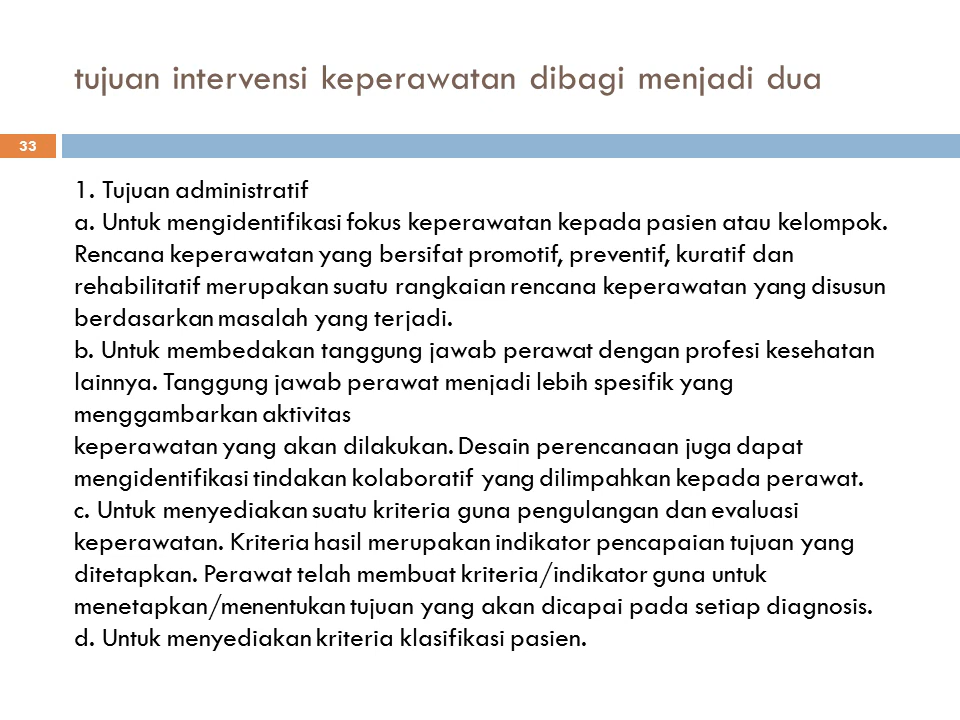 tujuan intervensi keperawatan dibagi menjadi dua
33
1. Tujuan administratif
a. Untuk mengidentifikasi fokus keperawatan kepada pasien atau kelompok.
Rencana keperawatan yang bersifat promotif, preventif, kuratif dan
rehabilitatif merupakan suatu rangkaian rencana keperawatan yang disusun
berdasarkan masalah yang terjadi.
b. Untuk membedakan tanggung jawab perawat dengan profesi kesehatan
lainnya. Tanggung jawab perawat menjadi lebih spesifik yang
menggambarkan aktivitas
keperawatan yang akan dilakukan. Desain perencanaan juga dapat
mengidentifikasi tindakan kolaboratif yang dilimpahkan kepada perawat.
c. Untuk menyediakan suatu kriteria guna pengulangan dan evaluasi
keperawatan. Kriteria hasil merupakan indikator pencapaian tujuan yang
ditetapkan. Perawat telah membuat kriteria/indikator guna untuk
menetapkan/menentukan tujuan yang akan dicapai pada setiap diagnosis.
d. Untuk menyediakan kriteria klasifikasi pasien.